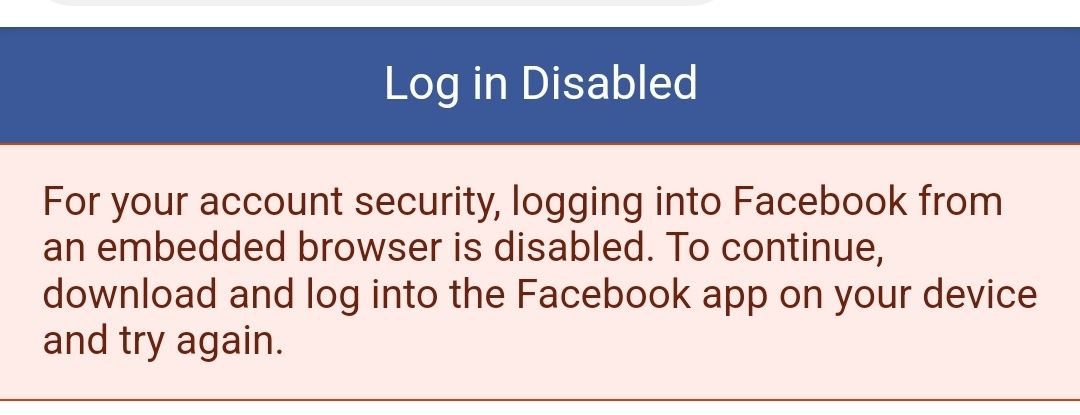 Log in Disabled
For your account security, logging into Facebook from
an embedded browser is disabled. To continue,
download and log into the Facebook app on your device
and try again.